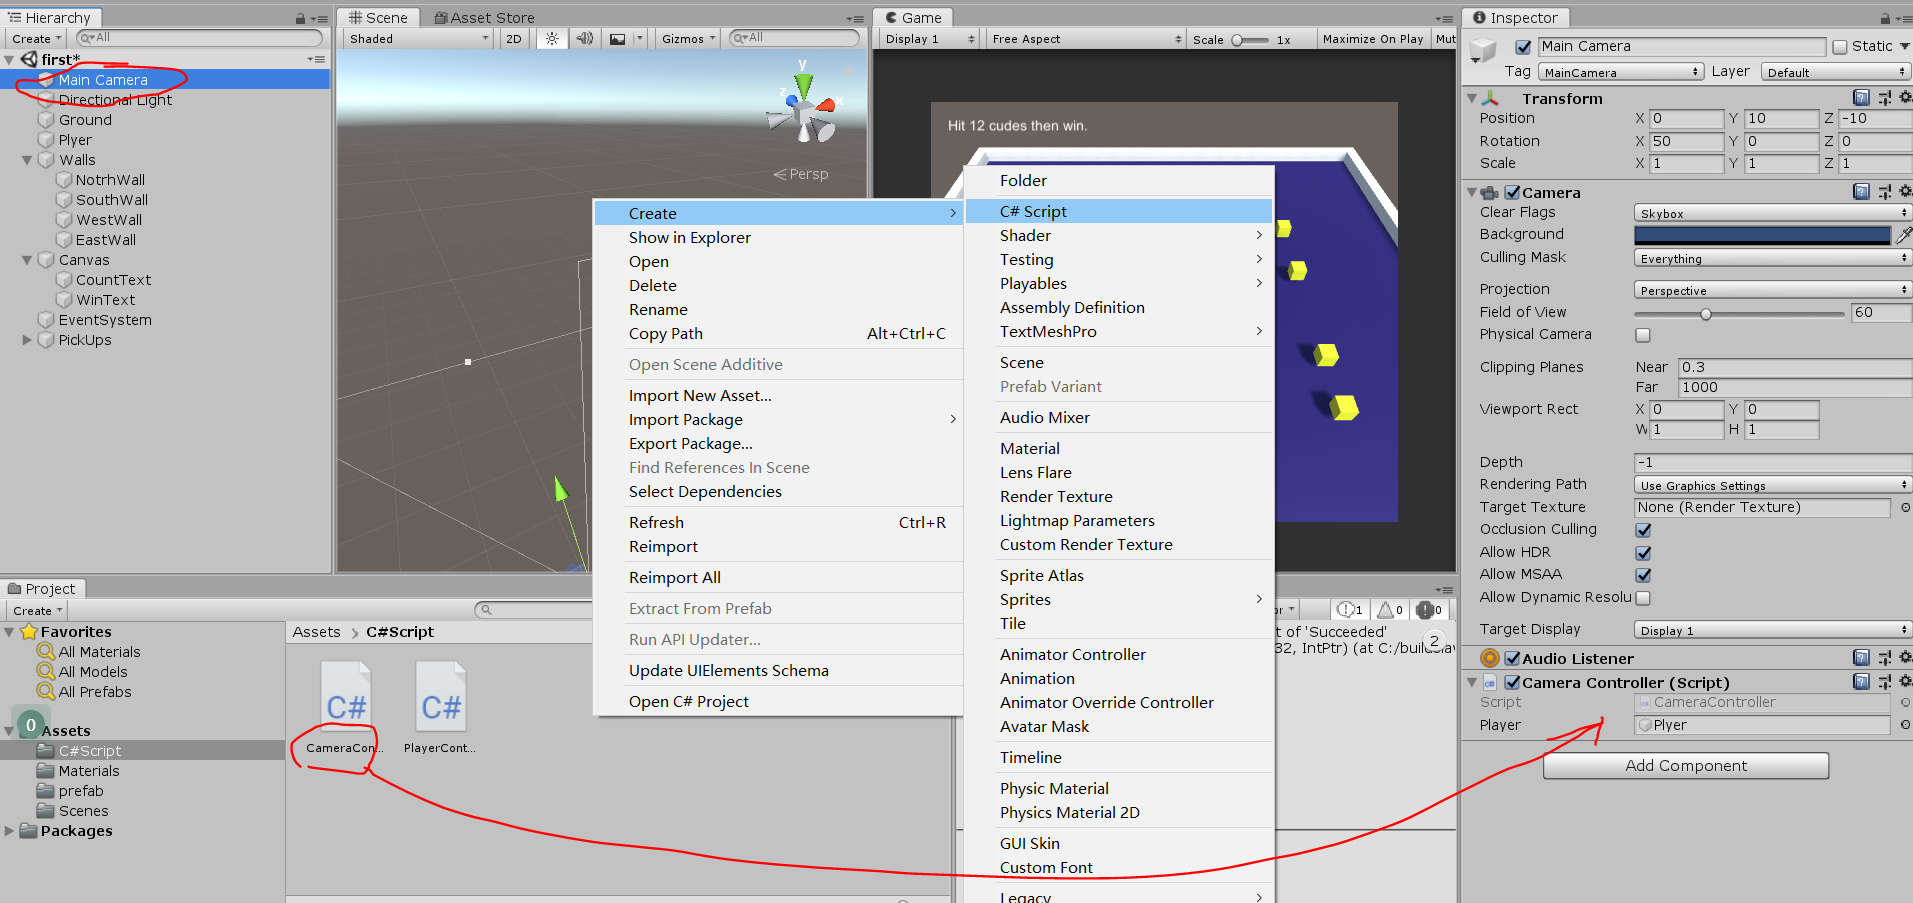 Hierarchy
Create
All
first*
Main Camera
Directional Light
Ground
Plyer
Walls
NotrhWall
SouthWall
WestWall
EastWall
Canvas
CountText
WinText
EventSystem
PickUps
Scene
Asset Store
Shaded
2D
Gizmos
All
y
z
x
Persp
Game
Display 1
Free Aspect
Scale
1x
Maximize On Play
Mut
Hit 12 cudes then win.
Create
Show in Explorer
Open
Delete
Rename
Copy Path Alt+Ctrl+C
Open Scene Additive
Import New Asset...
Import Package
Export Package...
Find References In Scene
Select Dependencies
Refresh Ctrl+R
Reimport
Reimport All
Extract From Prefab
Run API Updater...
Update UIElements Schema
Open C# Project
Folder
C# Script
Shader
Testing
Playables
Assembly Definition
TextMeshPro
Scene
Prefab Variant
Audio Mixer
Material
Lens Flare
Render Texture
Lightmap Parameters
Custom Render Texture
Sprite Atlas
Sprites
Tile
Animator Controller
Animation
Animator Override Controller
Avatar Mask
Timeline
Physic Material
Physics Material 2D
GUI Skin
Custom Font
Legacy
Inspector
Main Camera
Static
Tag MainCamera Layer Default
Transform
Position X 0 Y 10 Z -10
Rotation X 50 Y 0 Z 0
Scale X 1 Y 1 Z 1
Camera
Clear Flags Skybox
Background
Culling Mask Everything
Projection Perspective
Field of View 60
Physical Camera
Clipping Planes Near 0.3
Far 1000
Viewport Rect X 0 Y 0
W 1 H 1
Depth -1
Rendering Path Use Graphics Settings
Target Texture None (Render Texture)
Occlusion Culling
Allow HDR
Allow MSAA
Allow Dynamic Resolu
Target Display Display 1
Audio Listener
Camera Controller (Script)
Script CameraController
Player Plyer
Add Component
Project
Create
Favorites
All Materials
All Models
All Prefabs
0
Assets
C#Script
Materials
prefab
Scenes
Packages
Assets > C#Script
C#
CameraCon...
C#
PlayerCont...
or
1
0
0
t of 'Succeeded'
32, IntPtr) (at C:/buildslav
2